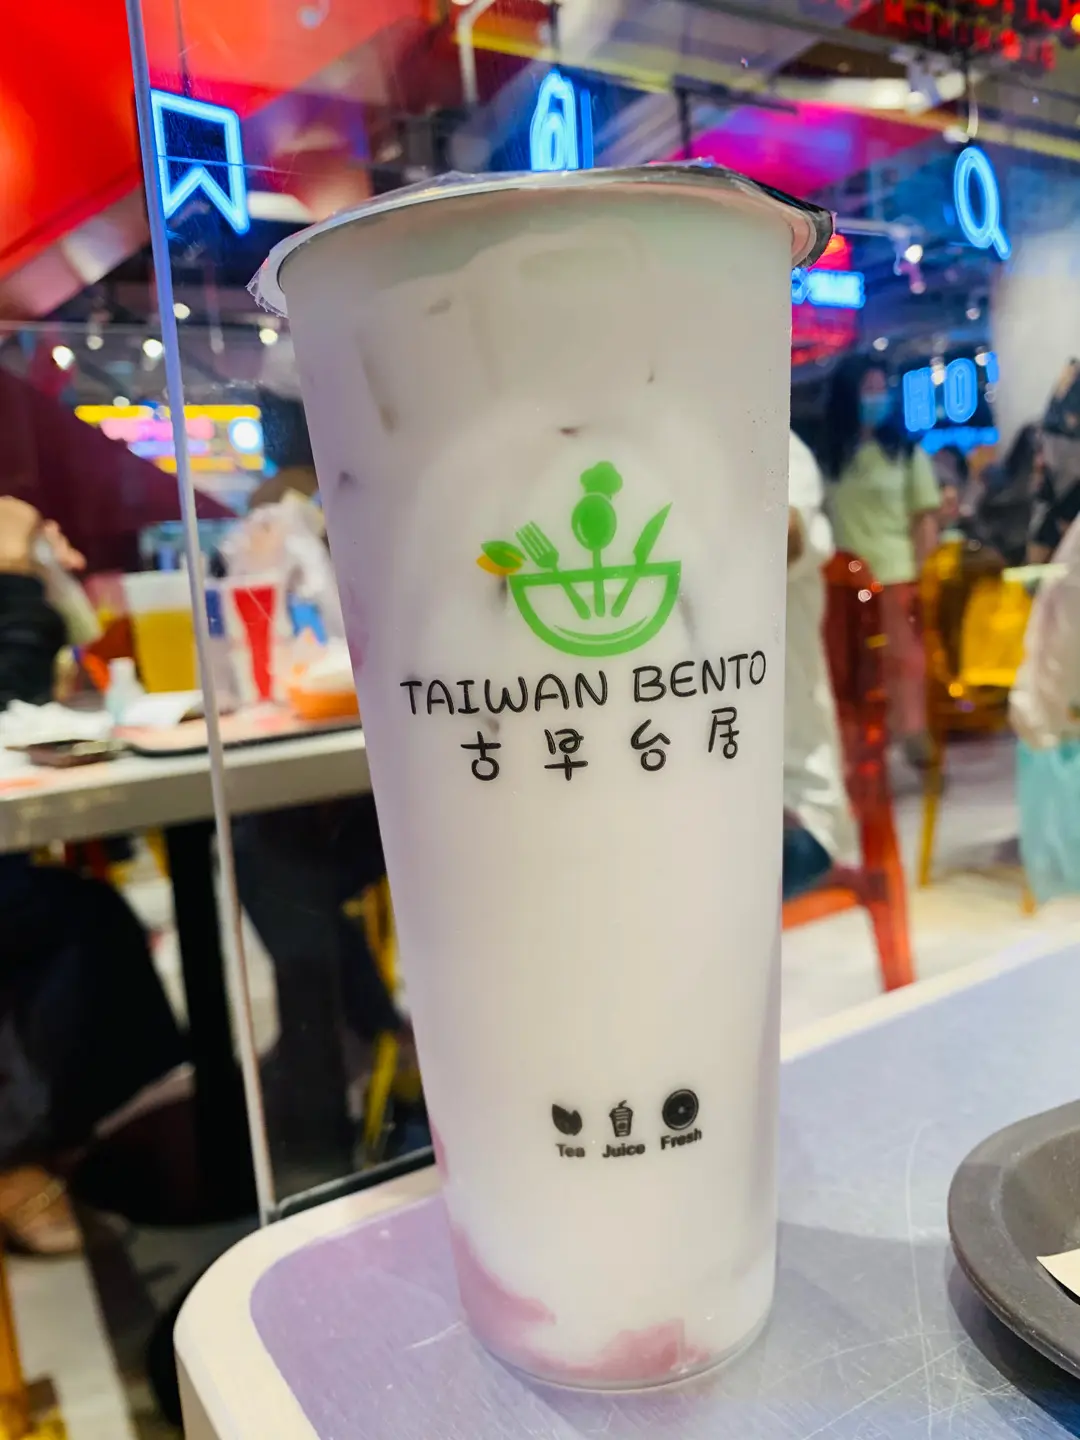 TAIWAN BENTO
古早台居
Tea Juice Fresh